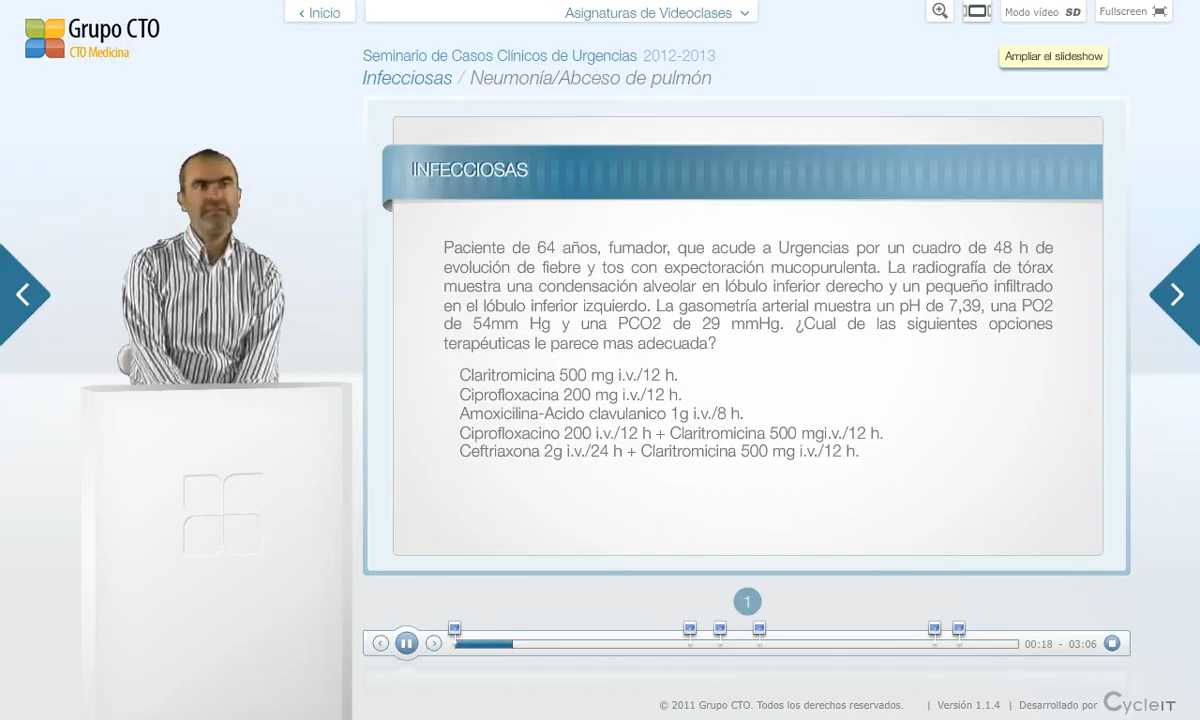 Grupo CTO
CTO Medicina
‹ Inicio
Asignaturas de Videoclases
Modo vídeo SD
Fullscreen
Ampliar el slideshow
Seminario de Casos Clínicos de Urgencias 2012-2013
Infecciosas / Neumonía/Abceso de pulmón
INFECCIOSAS
Paciente de 64 años, fumador, que acude a Urgencias por un cuadro de 48 h de
evolución de fiebre y tos con expectoración mucopurulenta. La radiografía de tórax
muestra una condensación alveolar en lóbulo inferior derecho y un pequeño infiltrado
en el lóbulo inferior izquierdo. La gasometría arterial muestra un pH de 7,39, una PO2
de 54mm Hg y una PCO2 de 29 mmHg. ¿Cual de las siguientes opciones
terapéuticas le parece mas adecuada?
Claritromicina 500 mg i.v./12 h.
Ciprofloxacina 200 mg i.v./12 h.
Amoxicilina-Acido clavulanico 1g i.v./8 h.
Ciprofloxacino 200 i.v./12 h + Claritromicina 500 mgi.v./12 h.
Ceftriaxona 2g i.v./24 h + Claritromicina 500 mg i.v./12 h.
1
00:18 - 03:06
© 2011 Grupo CTO. Todos los derechos reservados. | Versión 1.1.4 | Desarrollado por CycleIT